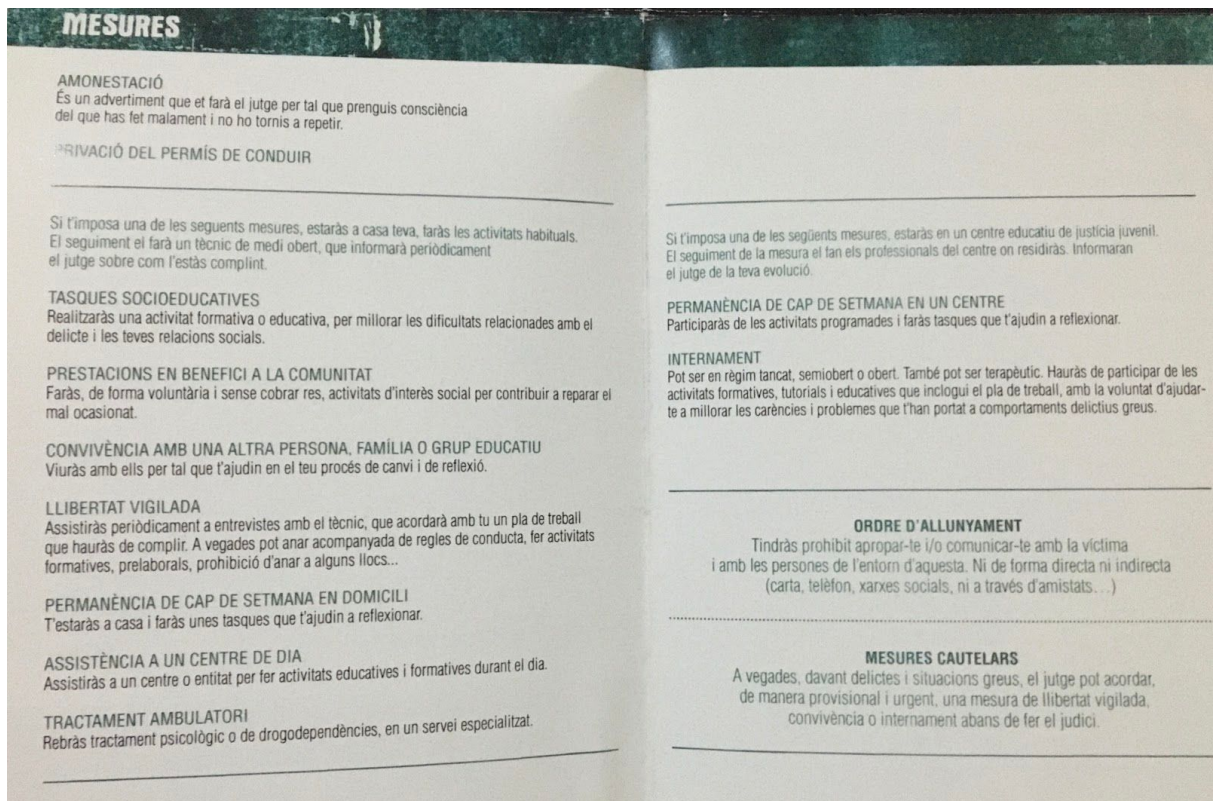 MESURES
AMONESTACIÓ
És un advertiment que et farà el jutge per tal que prenguis consciència
del que has fet malament i no ho tornis a repetir.
PRIVACIÓ DEL PERMÍS DE CONDUIR
Si t'imposa una de les seguents mesures, estaràs a casa teva, faràs les activitats habituals.
El seguiment el farà un tècnic de medi obert, que informarà periòdicament
el jutge sobre com l'estàs complint.
TASQUES SOCIOEDUCATIVES
Realitzaràs una activitat formativa o educativa, per millorar les dificultats relacionades amb el
delicte i les teves relacions socials.
PRESTACIONS EN BENEFICI A LA COMUNITAT
Faràs, de forma voluntària i sense cobrar res, activitats d'interès social per contribuir a reparar el
mal ocasionat.
CONVIVÈNCIA AMB UNA ALTRA PERSONA, FAMÍLIA O GRUP EDUCATIU
Viuràs amb ells per tal que t'ajudin en el teu procés de canvi i de reflexió.
LLIBERTAT VIGILADA
Assistiràs periòdicament a entrevistes amb el tècnic, que acordarà amb tu un pla de treball
que hauràs de complir. A vegades pot anar acompanyada de regles de conducta, fer activitats
formatives, prelaborals, prohibició d'anar a alguns llocs...
PERMANÈNCIA DE CAP DE SETMANA EN DOMICILI
T'estaràs a casa i faràs unes tasques que t'ajudin a reflexionar.
ASSISTÈNCIA A UN CENTRE DE DIA
Assistiràs a un centre o entitat per fer activitats educatives i formatives durant el dia.
TRACTAMENT AMBULATORI
Rebràs tractament psicològic o de drogodependències, en un servei especialitzat.
Si t'imposa una de les següents mesures, estaràs en un centre educatiu de justícia juvenil.
El seguiment de la mesura el fan els professionals del centre on residiràs. Informaran
el jutge de la teva evolució.
PERMANÈNCIA DE CAP DE SETMANA EN UN CENTRE
Participaràs de les activitats programades i faràs tasques que t'ajudin a reflexionar.
INTERNAMENT
Pot ser en règim tancat, semiobert o obert. També pot ser terapèutic. Hauràs de participar de les
activitats formatives, tutorials i educatives que inclogui el pla de treball, amb la voluntat d'ajudar-
te a millorar les carències i problemes que t'han portat a comportaments delictius greus.
ORDRE D'ALLUNYAMENT
Tindràs prohibit apropar-te i/o comunicar-te amb la víctima
i amb les persones de l'entorn d'aquesta. Ni de forma directa ni indirecta
(carta, telèfon, xarxes socials, ni a través d'amistats...)
MESURES CAUTELARS
A vegades, davant delictes i situacions greus, el jutge pot acordar,
de manera provisional i urgent, una mesura de llibertat vigilada,
convivència o internament abans de fer el judici.